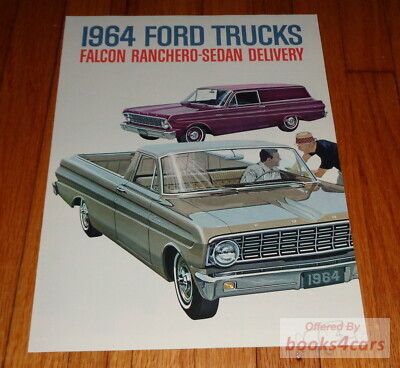 1964 FORD TRUCKS
FALCON RANCHERO-SEDAN DELIVERY
1964
Offered By
books4cars